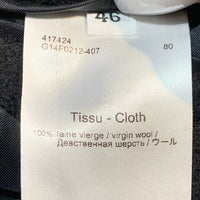 46
417424
G14F0212-407 80
Tissu - Cloth
100% laine vierge / virgin wool /
Девственная шерсть / ウール